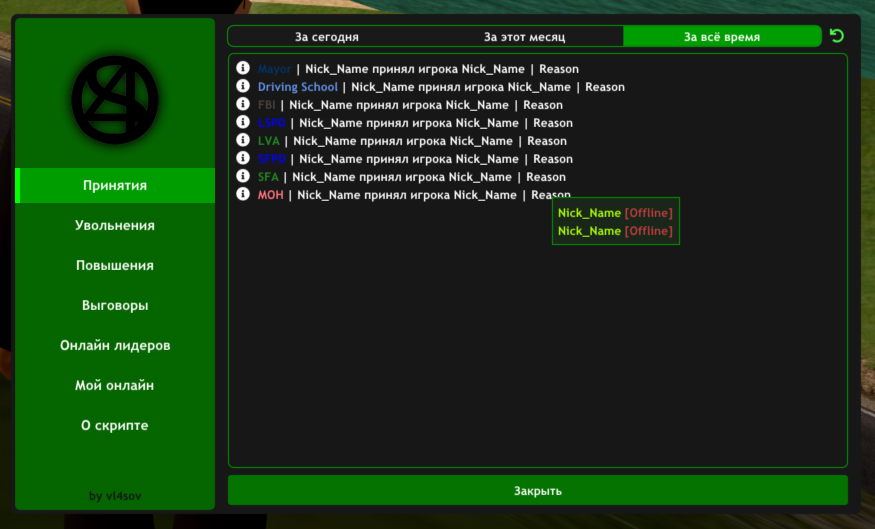 За сегодня За этот месяц За всё время
Mayor | Nick_Name принял игрока Nick_Name | Reason
Driving School | Nick_Name принял игрока Nick_Name | Reason
FBI | Nick_Name принял игрока Nick_Name | Reason
LSPD | Nick_Name принял игрока Nick_Name | Reason
LVA | Nick_Name принял игрока Nick_Name | Reason
SFPD | Nick_Name принял игрока Nick_Name | Reason
SFA | Nick_Name принял игрока Nick_Name | Reason
MOH | Nick_Name принял игрока Nick_Name | Reason
Nick_Name [Offline]
Nick_Name [Offline]
Принятия
Увольнения
Повышения
Выговоры
Онлайн лидеров
Мой онлайн
О скрипте
by vl4sov
Закрыть